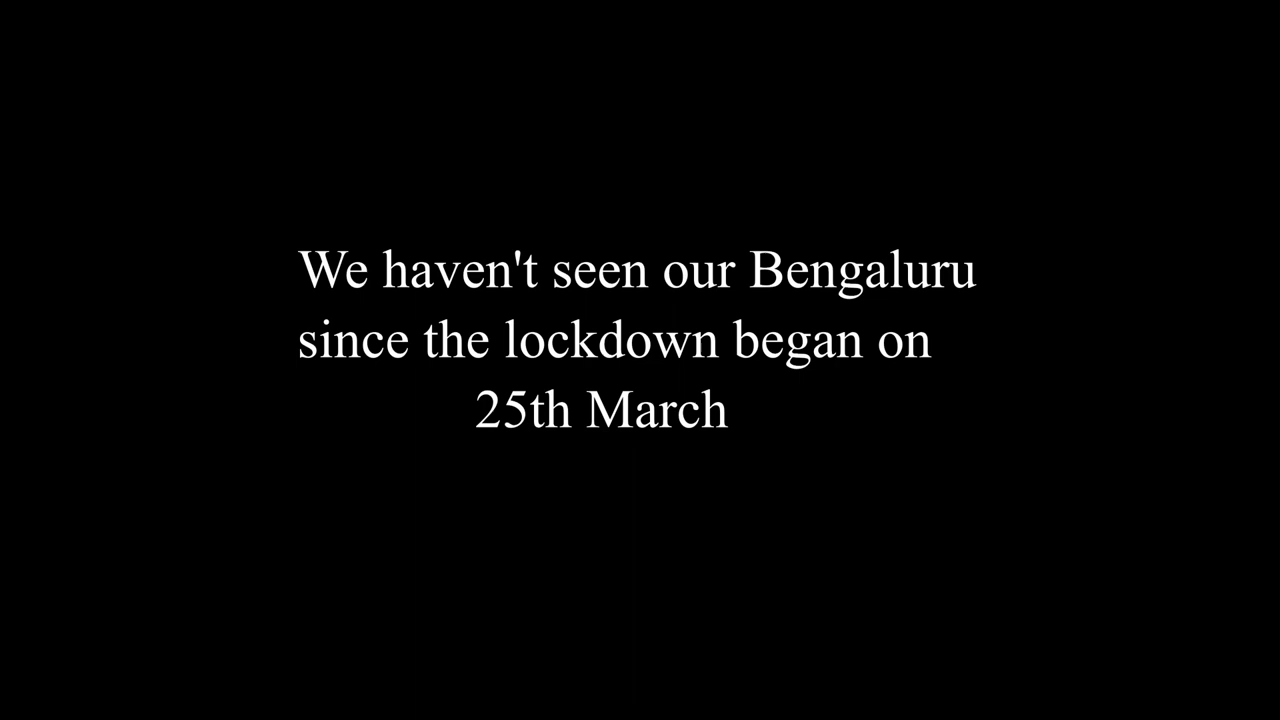 We haven't seen our Bengaluru
since the lockdown began on
25th March